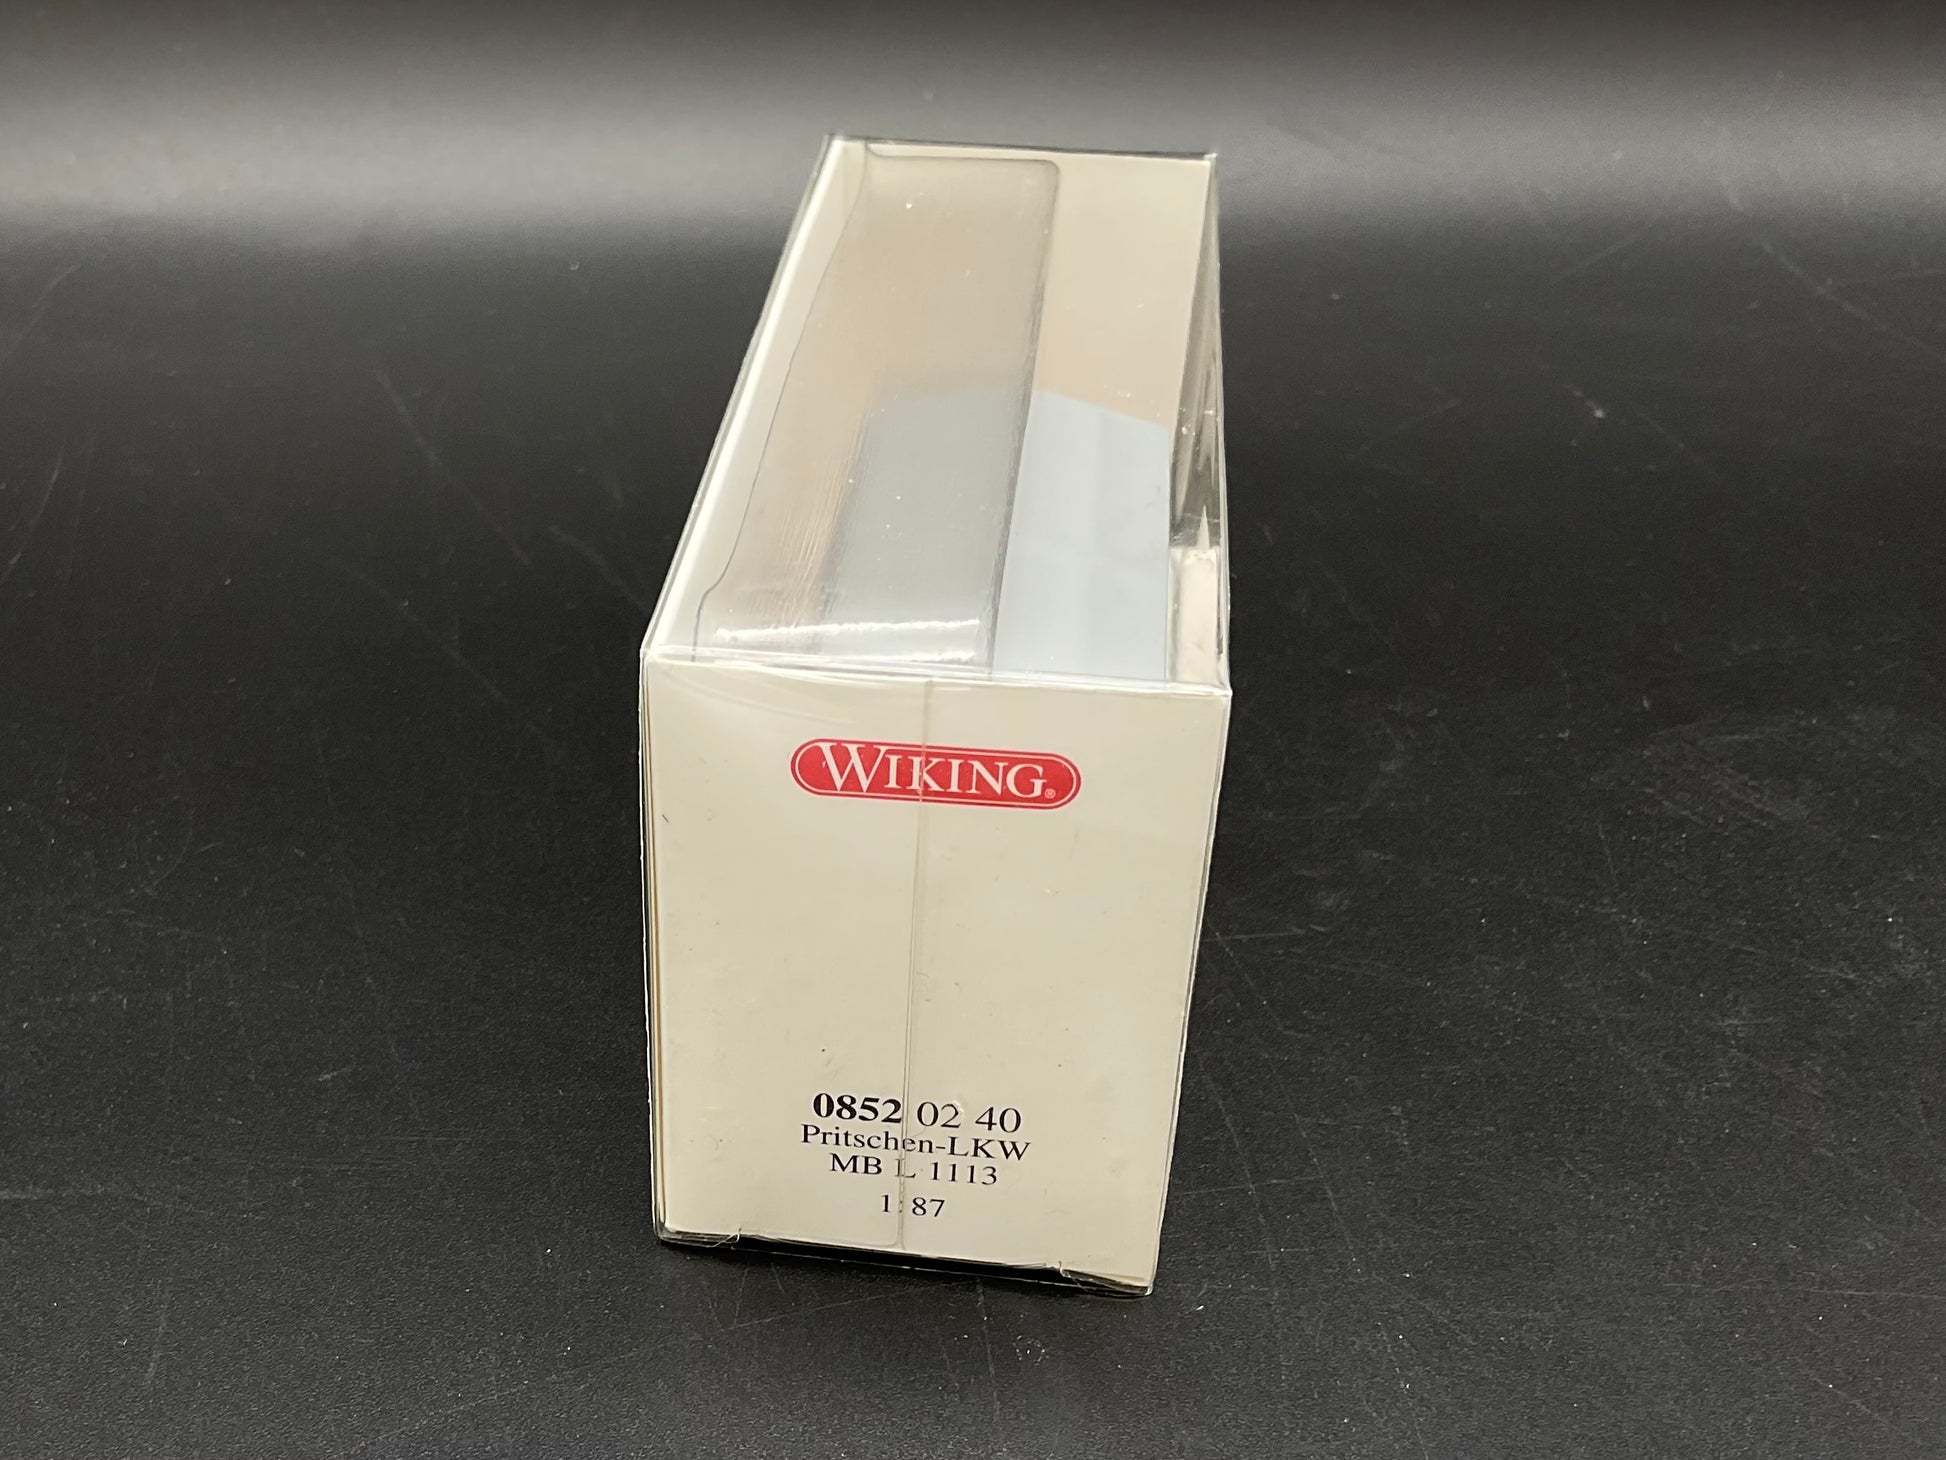 WIKING®
0852 02 40
Pritschen-LKW
MB L 1113
1:87